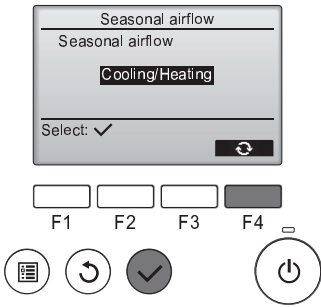 Seasonal airflow
Seasonal airflow
Cooling/Heating
Select: ✓
F1 F2 F3 F4